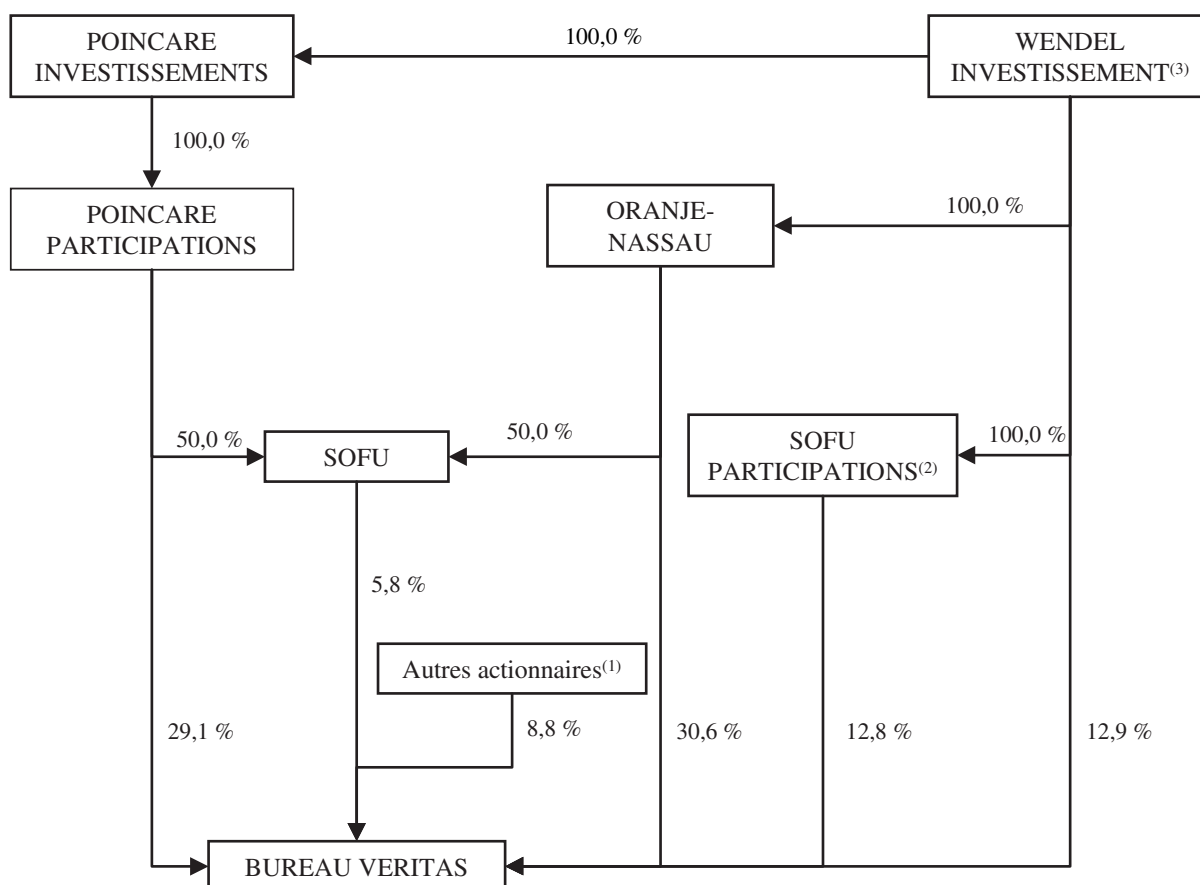 POINCARE
INVESTISSEMENTS
100,0 %
WENDEL
INVESTISSEMENT(3)
100,0 %
POINCARE
PARTICIPATIONS
ORANJE-
NASSAU
100,0 %
50,0 %
SOFU
50,0 %
SOFU
PARTICIPATIONS(2)
100,0 %
5,8 %
Autres actionnaires(1)
29,1 %
8,8 %
30,6 %
12,8 %
12,9 %
BUREAU VERITAS